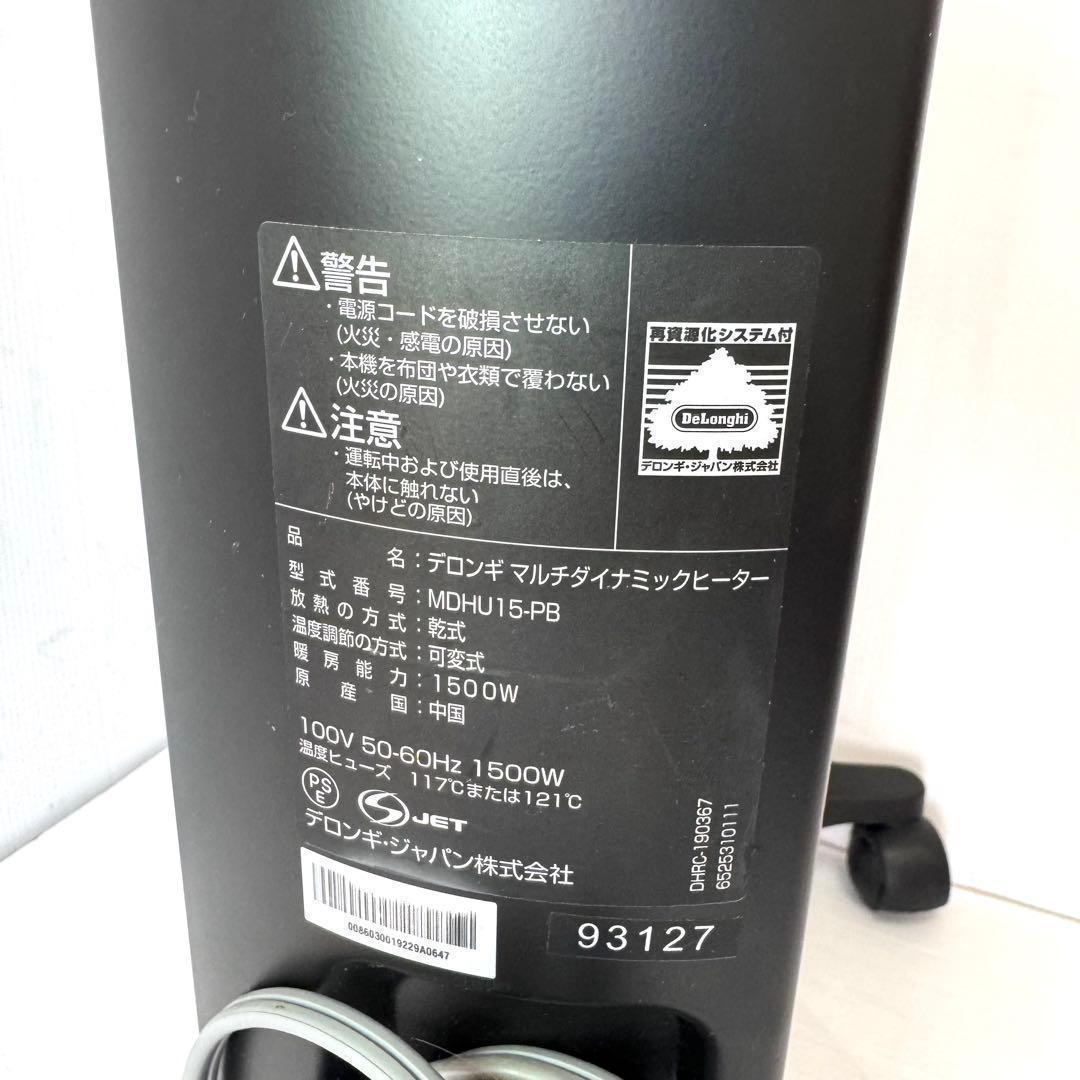 警告
・電源コードを破損させない
(火災・感電の原因)
・本機を布団や衣類で覆わない
(火災の原因)
注意
・運転中および使用直後は、
本体に触れない
(やけどの原因)
再資源化システム付
DeLonghi
デロンギ・ジャパン株式会社
品名：デロンギ マルチダイナミックヒーター
型式番号：MDHU15-PB
放熱の方式：乾式
温度調節の方式：可変式
暖房能力：1500W
原産国：中国
100V 50-60Hz 1500W
温度ヒューズ 117℃または121℃
PS
E
JET
デロンギ・ジャパン株式会社
DHRC-190367
6525310111
0086030019229A0647
93127